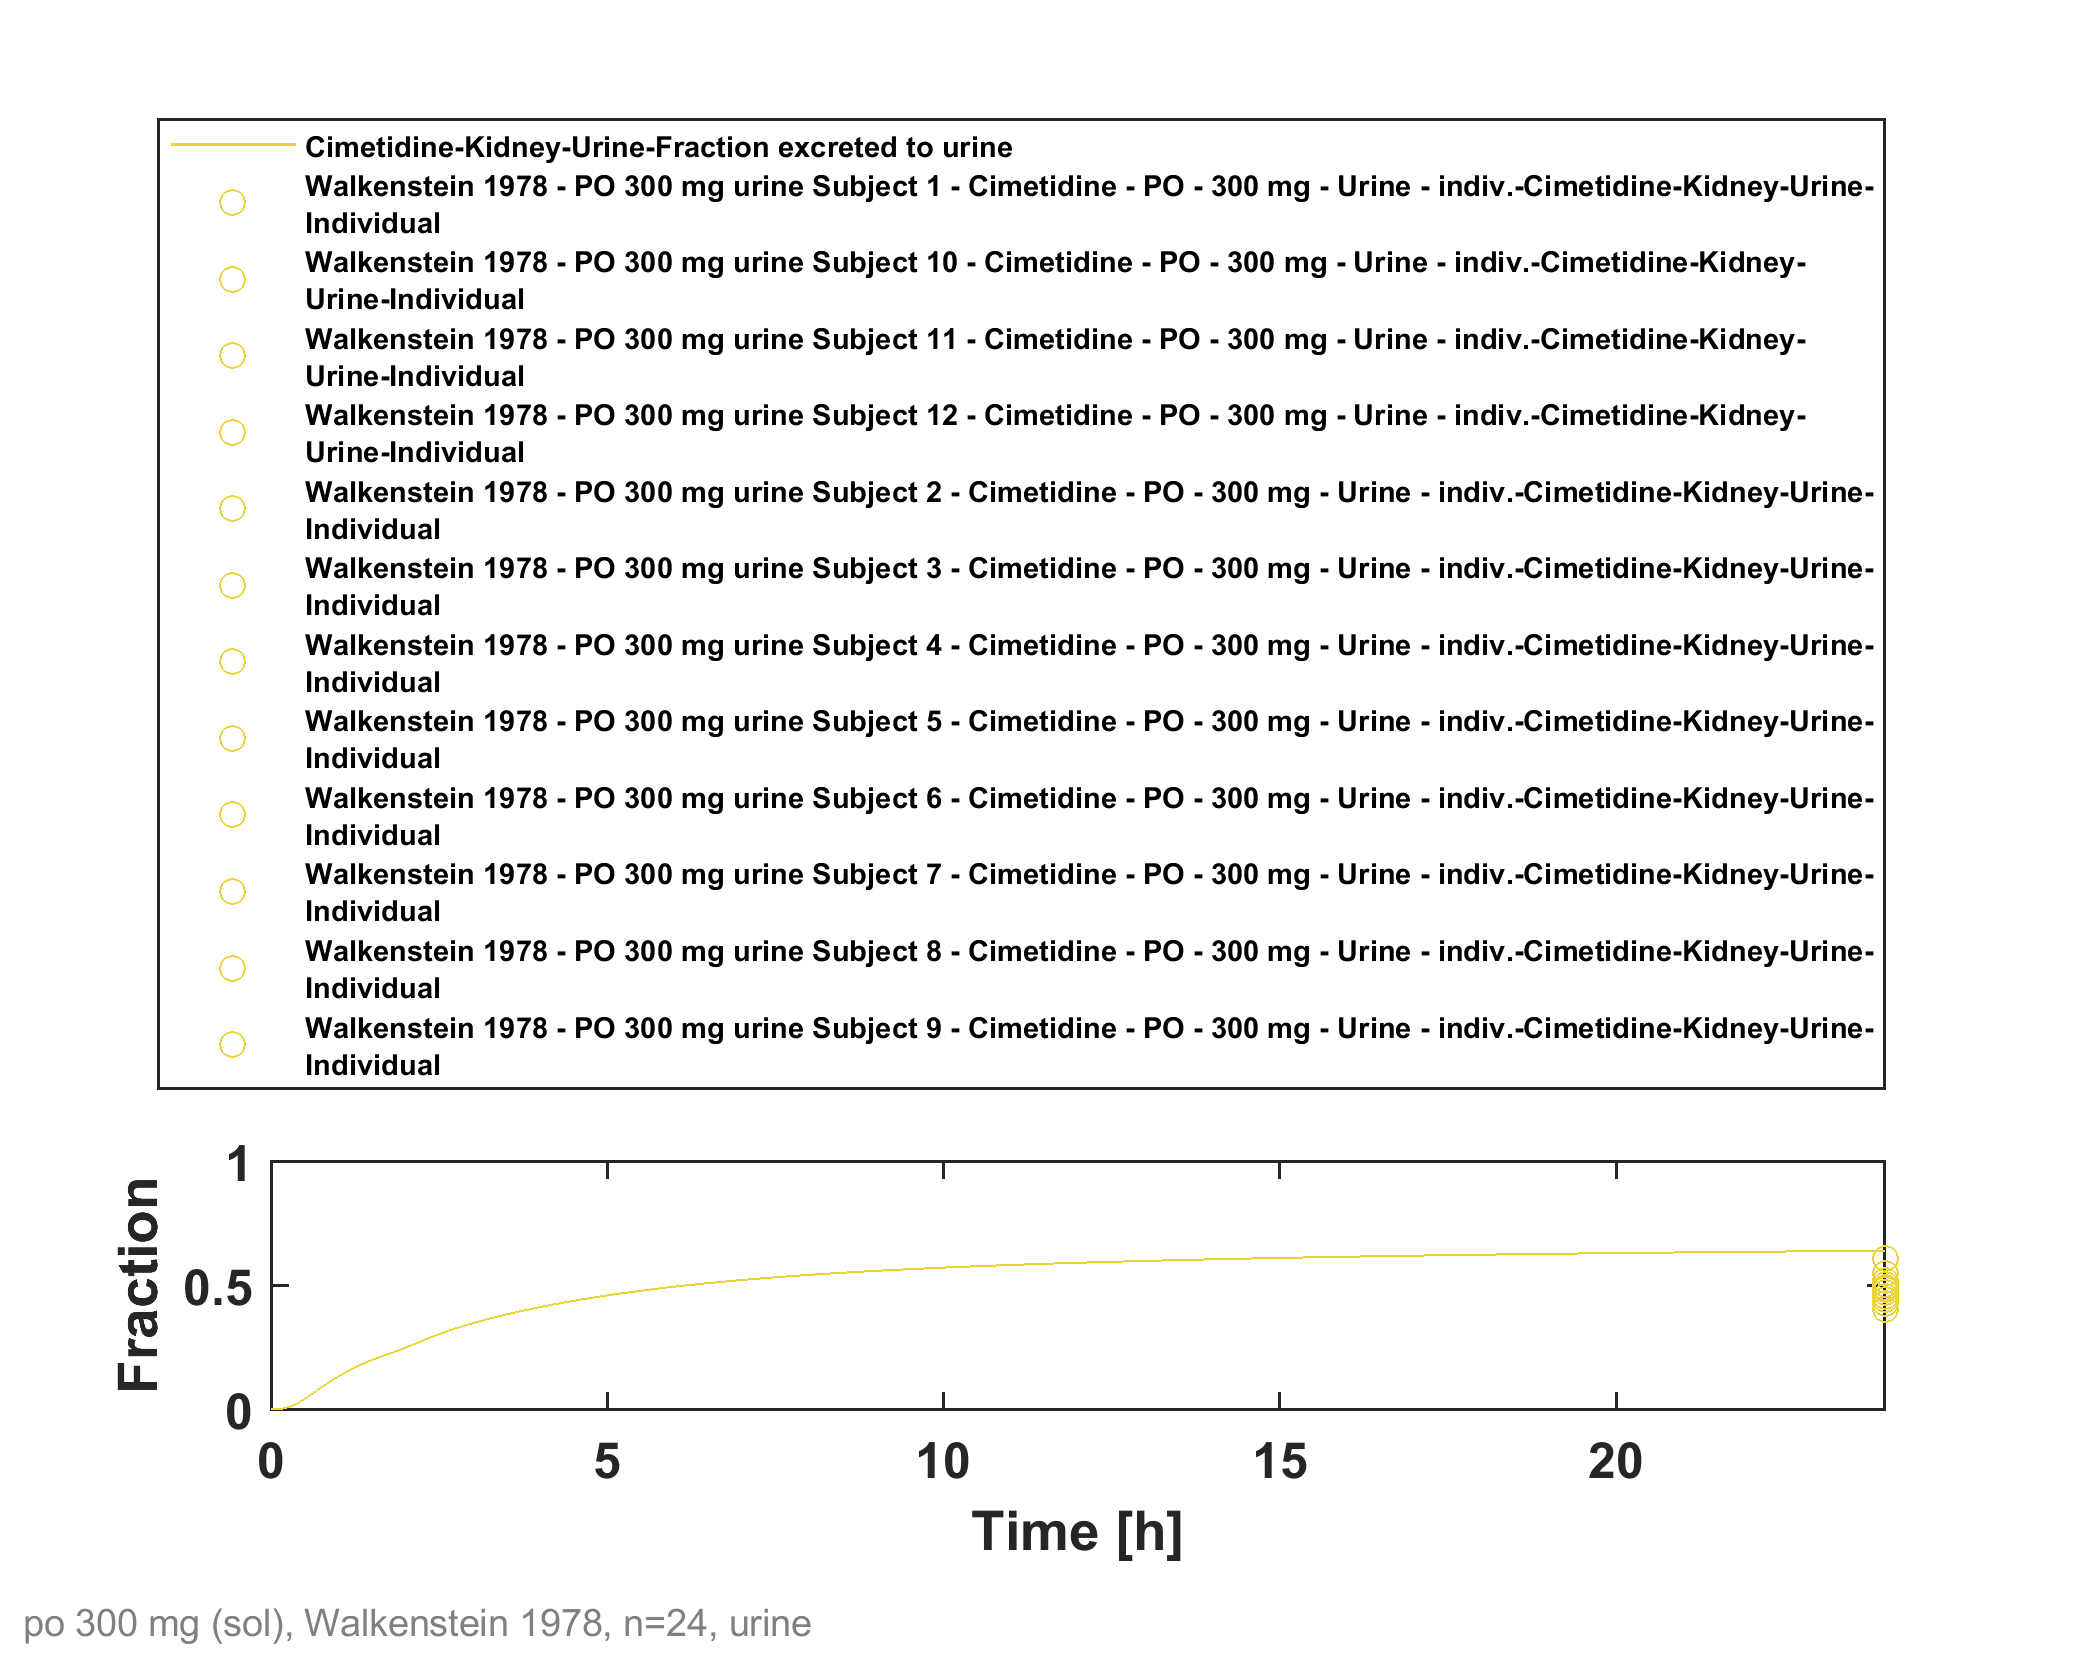 Cimetidine-Kidney-Urine-Fraction excreted to urine
Walkenstein 1978 - PO 300 mg urine Subject 1 - Cimetidine - PO - 300 mg - Urine - indiv.-Cimetidine-Kidney-Urine-
Individual
Walkenstein 1978 - PO 300 mg urine Subject 10 - Cimetidine - PO - 300 mg - Urine - indiv.-Cimetidine-Kidney-
Urine-Individual
Walkenstein 1978 - PO 300 mg urine Subject 11 - Cimetidine - PO - 300 mg - Urine - indiv.-Cimetidine-Kidney-
Urine-Individual
Walkenstein 1978 - PO 300 mg urine Subject 12 - Cimetidine - PO - 300 mg - Urine - indiv.-Cimetidine-Kidney-
Urine-Individual
Walkenstein 1978 - PO 300 mg urine Subject 2 - Cimetidine - PO - 300 mg - Urine - indiv.-Cimetidine-Kidney-Urine-
Individual
Walkenstein 1978 - PO 300 mg urine Subject 3 - Cimetidine - PO - 300 mg - Urine - indiv.-Cimetidine-Kidney-Urine-
Individual
Walkenstein 1978 - PO 300 mg urine Subject 4 - Cimetidine - PO - 300 mg - Urine - indiv.-Cimetidine-Kidney-Urine-
Individual
Walkenstein 1978 - PO 300 mg urine Subject 5 - Cimetidine - PO - 300 mg - Urine - indiv.-Cimetidine-Kidney-Urine-
Individual
Walkenstein 1978 - PO 300 mg urine Subject 6 - Cimetidine - PO - 300 mg - Urine - indiv.-Cimetidine-Kidney-Urine-
Individual
Walkenstein 1978 - PO 300 mg urine Subject 7 - Cimetidine - PO - 300 mg - Urine - indiv.-Cimetidine-Kidney-Urine-
Individual
Walkenstein 1978 - PO 300 mg urine Subject 8 - Cimetidine - PO - 300 mg - Urine - indiv.-Cimetidine-Kidney-Urine-
Individual
Walkenstein 1978 - PO 300 mg urine Subject 9 - Cimetidine - PO - 300 mg - Urine - indiv.-Cimetidine-Kidney-Urine-
Individual
Fraction
1
0.5
0
0 5 10 15 20
Time [h]
po 300 mg (sol), Walkenstein 1978, n=24, urine